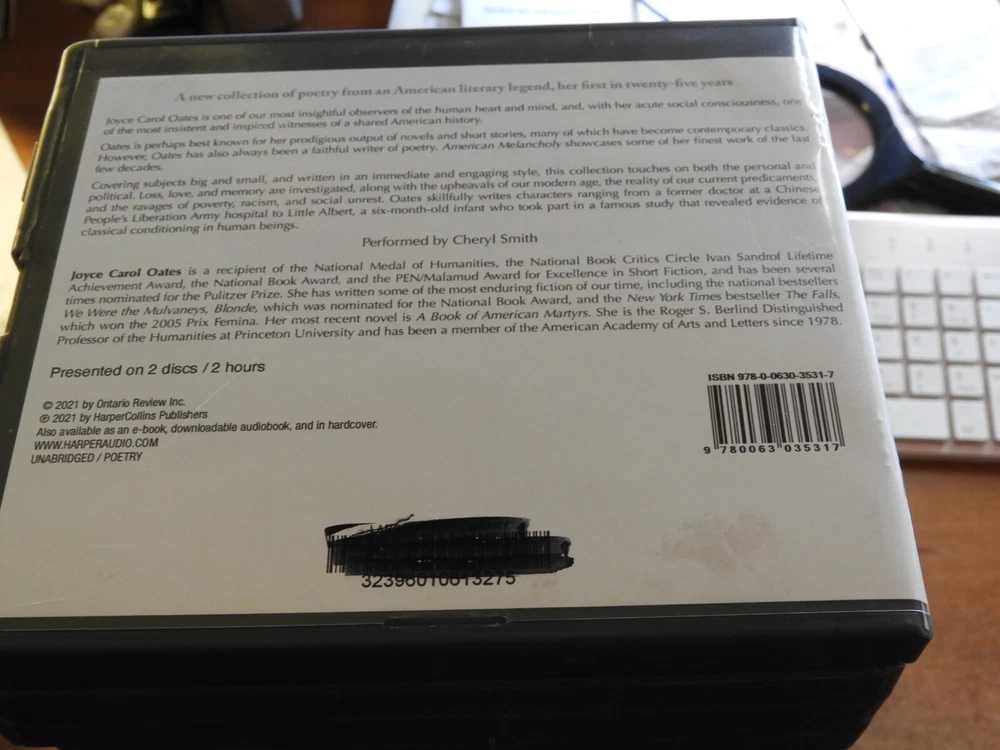 A new collection of poetry from an American literary legend, her first in twenty-five years
Joyce Carol Oates is one of our most insightful observers of the human heart and mind, and, with her acute social consciousness, one
of the most insistent and inspired witnesses of a shared American history.
Oates is perhaps best known for her prodigious output of novels and short stories, many of which have become contemporary classics.
However, Oates has also always been a faithful writer of poetry. American Melancholy showcases some of her finest work of the last
few decades.
Covering subjects big and small, and written in an immediate and engaging style, this collection touches on both the personal and
political. Loss, love, and memory are investigated, along with the upheavals of our modern age, the reality of our current predicaments,
and the ravages of poverty, racism, and social unrest. Oates skillfully writes characters ranging from a former doctor at a Chinese
People's Liberation Army hospital to Little Albert, a six-month-old infant who took part in a famous study that revealed evidence of
classical conditioning in human beings.
Performed by Cheryl Smith
Joyce Carol Oates is a recipient of the National Medal of Humanities, the National Book Critics Circle Ivan Sandrof Lifetime
Achievement Award, the National Book Award, and the PEN/Malamud Award for Excellence in Short Fiction, and has been several
times nominated for the Pulitzer Prize. She has written some of the most enduring fiction of our time, including the national bestsellers
We Were the Mulvaneys, Blonde, which was nominated for the National Book Award, and the New York Times bestseller The Falls,
which won the 2005 Prix Femina. Her most recent novel is A Book of American Martyrs. She is the Roger S. Berlind Distinguished
Professor of the Humanities at Princeton University and has been a member of the American Academy of Arts and Letters since 1978.
Presented on 2 discs / 2 hours
© 2021 by Ontario Review Inc.
℗ 2021 by HarperCollins Publishers
Also available as an e-book, downloadable audiobook, and in hardcover.
WWW.HARPERAUDIO.COM
UNABRIDGED / POETRY
ISBN 978-0-0630-3531-7
9 780063 035317
32396010613275